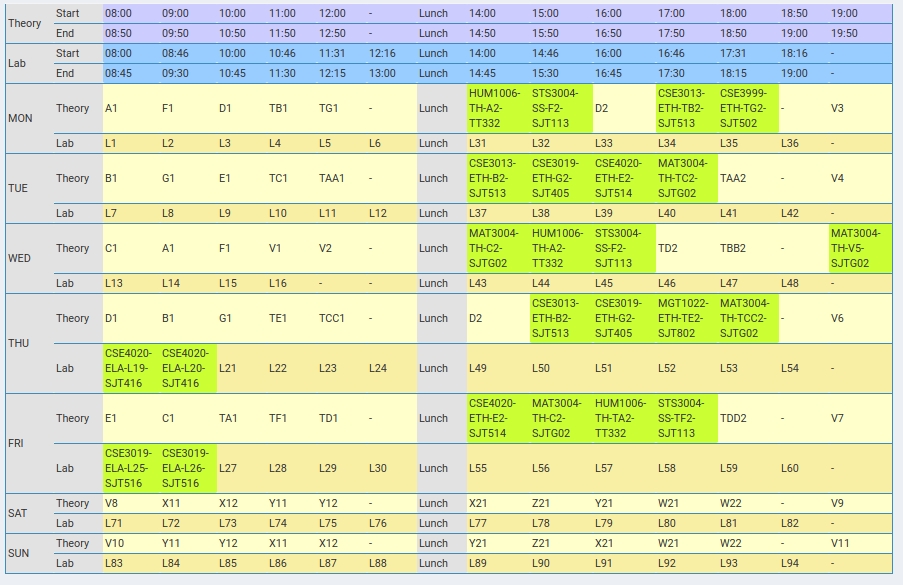 Theory Start 08:00 09:00 10:00 11:00 12:00 - Lunch 14:00 15:00 16:00 17:00 18:00 18:50 19:00
End 08:50 09:50 10:50 11:50 12:50 - Lunch 14:50 15:50 16:50 17:50 18:50 19:00 19:50
Lab Start 08:00 08:46 10:00 10:46 11:31 12:16 Lunch 14:00 14:46 16:00 16:46 17:31 18:16 -
End 08:45 09:30 10:45 11:30 12:15 13:00 Lunch 14:45 15:30 16:45 17:30 18:15 19:00 -
MON Theory A1 F1 D1 TB1 TG1 - Lunch HUM1006-TH-A2-TT332 STS3004-SS-F2-SJT113 D2 CSE3013-ETH-TB2-SJT513 CSE3999-ETH-TG2-SJT502 - V3
Lab L1 L2 L3 L4 L5 L6 Lunch L31 L32 L33 L34 L35 L36 -
TUE Theory B1 G1 E1 TC1 TAA1 - Lunch CSE3013-ETH-B2-SJT513 CSE3019-ETH-G2-SJT405 CSE4020-ETH-E2-SJT514 MAT3004-TH-TC2-SJTG02 TAA2 - V4
Lab L7 L8 L9 L10 L11 L12 Lunch L37 L38 L39 L40 L41 L42 -
WED Theory C1 A1 F1 V1 V2 - Lunch MAT3004-TH-C2-SJTG02 HUM1006-TH-A2-TT332 STS3004-SS-F2-SJT113 TD2 TBB2 - MAT3004-TH-V5-SJTG02
Lab L13 L14 L15 L16 - - Lunch L43 L44 L45 L46 L47 L48 -
THU Theory D1 B1 G1 TE1 TCC1 - Lunch D2 CSE3013-ETH-B2-SJT513 CSE3019-ETH-G2-SJT405 MGT1022-ETH-TE2-SJT802 MAT3004-TH-TCC2-SJTG02 - V6
Lab CSE4020-ELA-L19-SJT416 CSE4020-ELA-L20-SJT416 L21 L22 L23 L24 Lunch L49 L50 L51 L52 L53 L54 -
FRI Theory E1 C1 TA1 TF1 TD1 - Lunch CSE4020-ETH-E2-SJT514 MAT3004-TH-C2-SJTG02 HUM1006-TH-TA2-TT332 STS3004-SS-TF2-SJT113 TDD2 - V7
Lab CSE3019-ELA-L25-SJT516 CSE3019-ELA-L26-SJT516 L27 L28 L29 L30 Lunch L55 L56 L57 L58 L59 L60 -
SAT Theory V8 X11 X12 Y11 Y12 - Lunch X21 Z21 Y21 W21 W22 - V9
Lab L71 L72 L73 L74 L75 L76 Lunch L77 L78 L79 L80 L81 L82 -
SUN Theory V10 Y11 Y12 X11 X12 - Lunch Y21 Z21 X21 W21 W22 - V11
Lab L83 L84 L85 L86 L87 L88 Lunch L89 L90 L91 L92 L93 L94 -